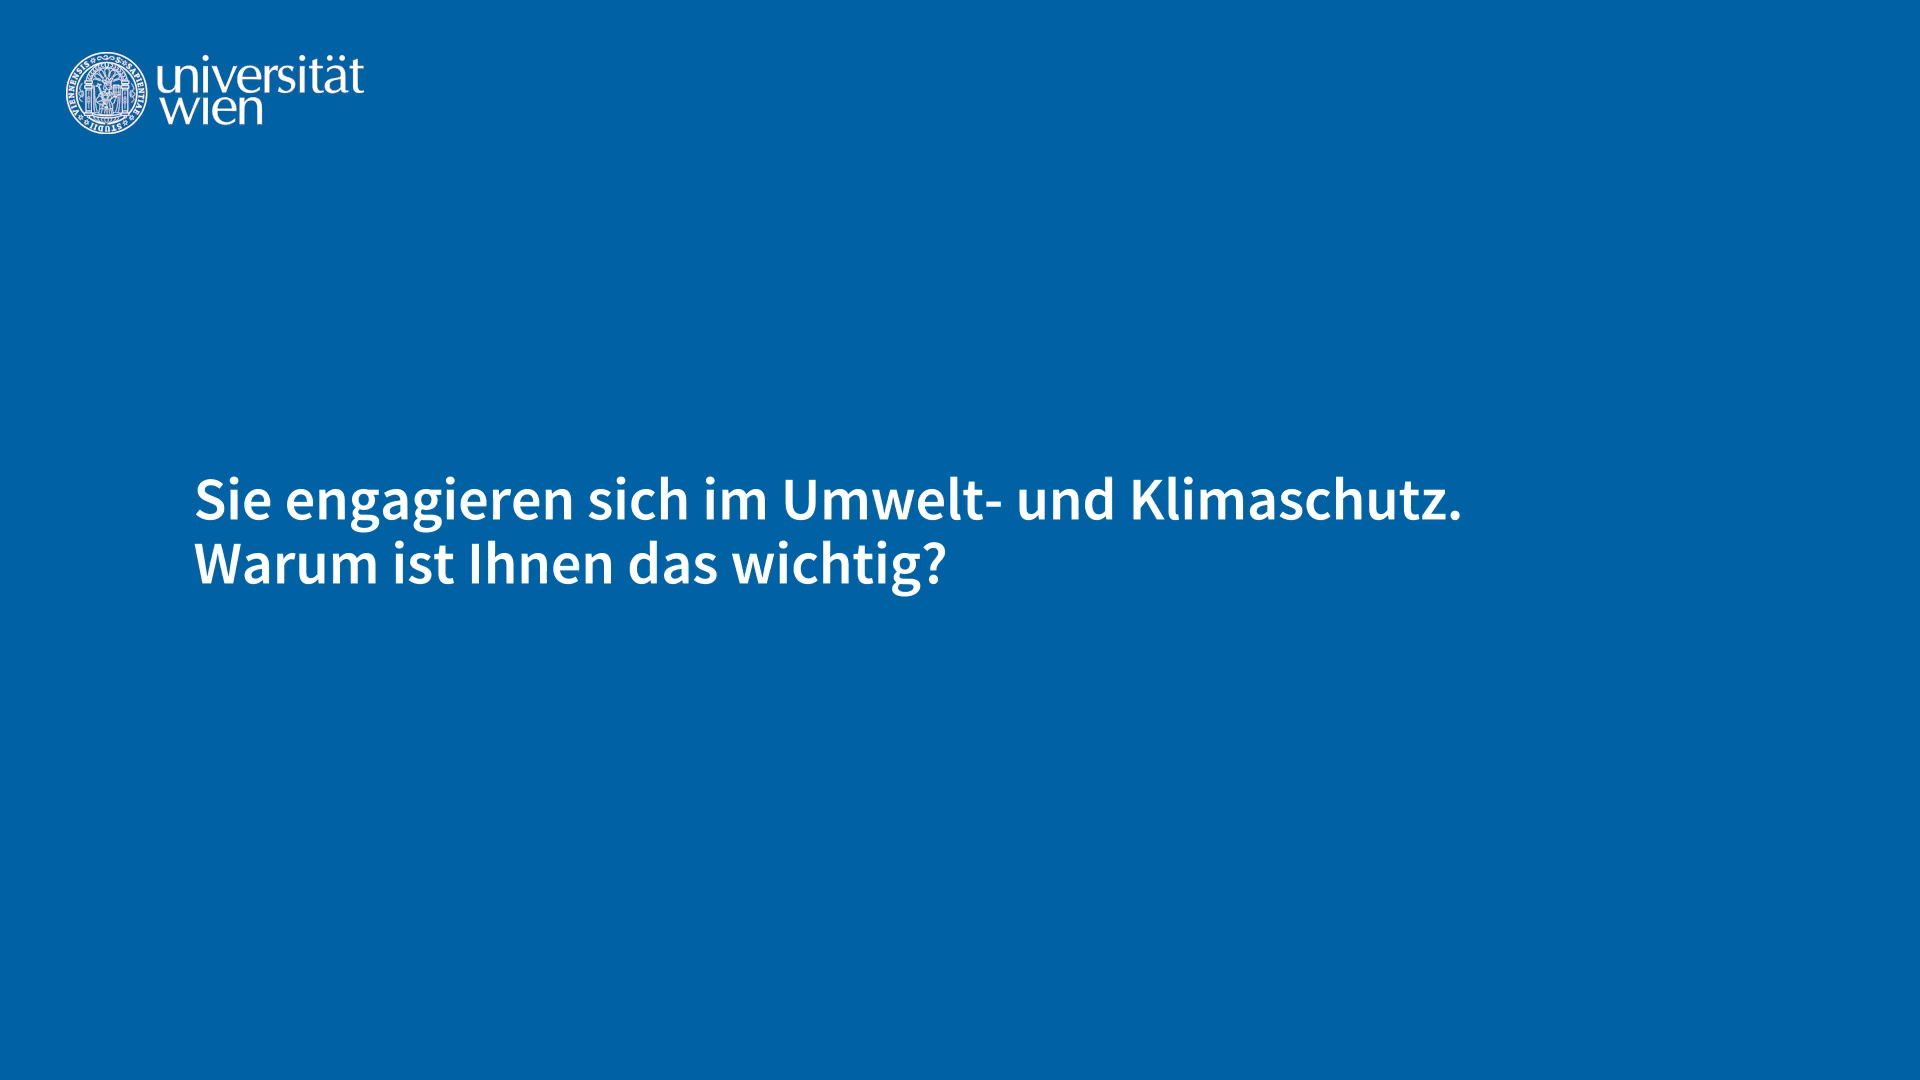 universität
wien
Sie engagieren sich im Umwelt- und Klimaschutz.
Warum ist Ihnen das wichtig?